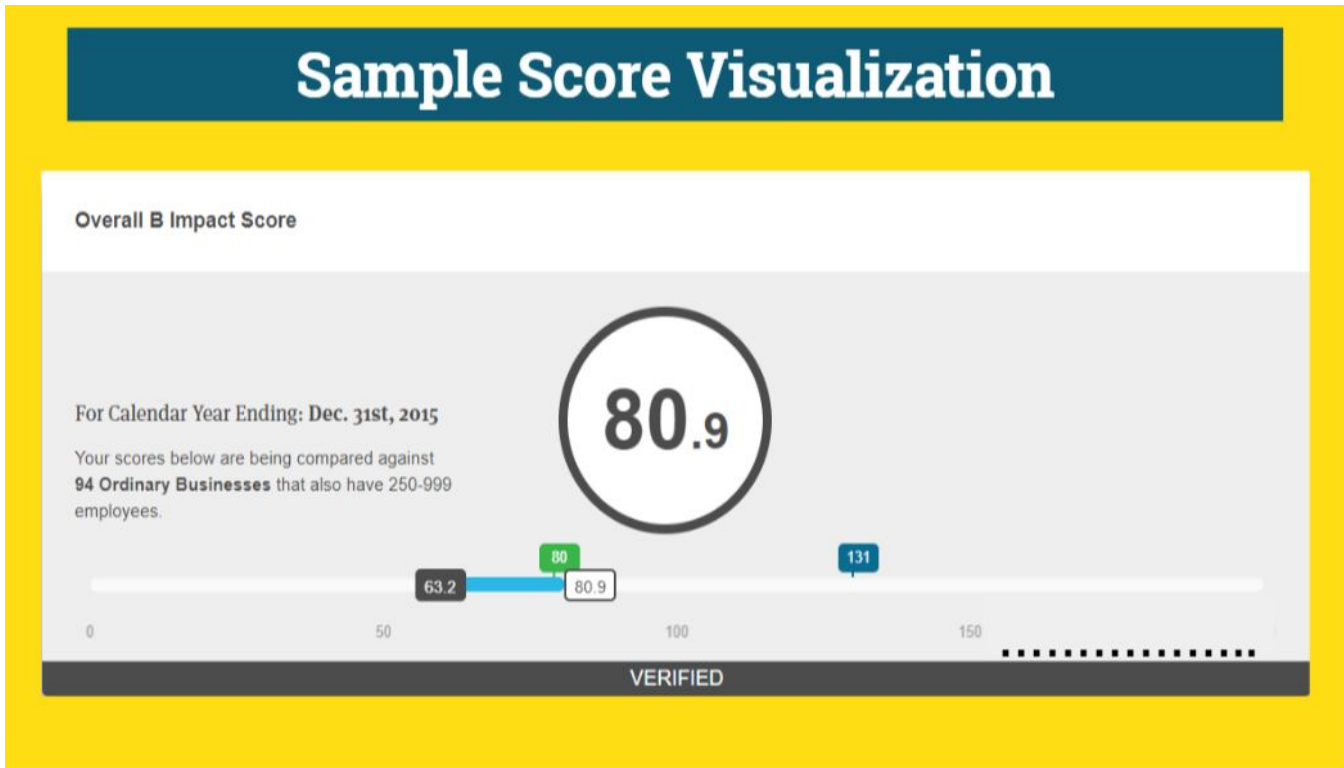 Sample Score Visualization
Overall B Impact Score
80.9
For Calendar Year Ending: Dec. 31st, 2015
Your scores below are being compared against
94 Ordinary Businesses that also have 250-999
employees.
80
131
63.2
80.9
0
50
100
150
VERIFIED